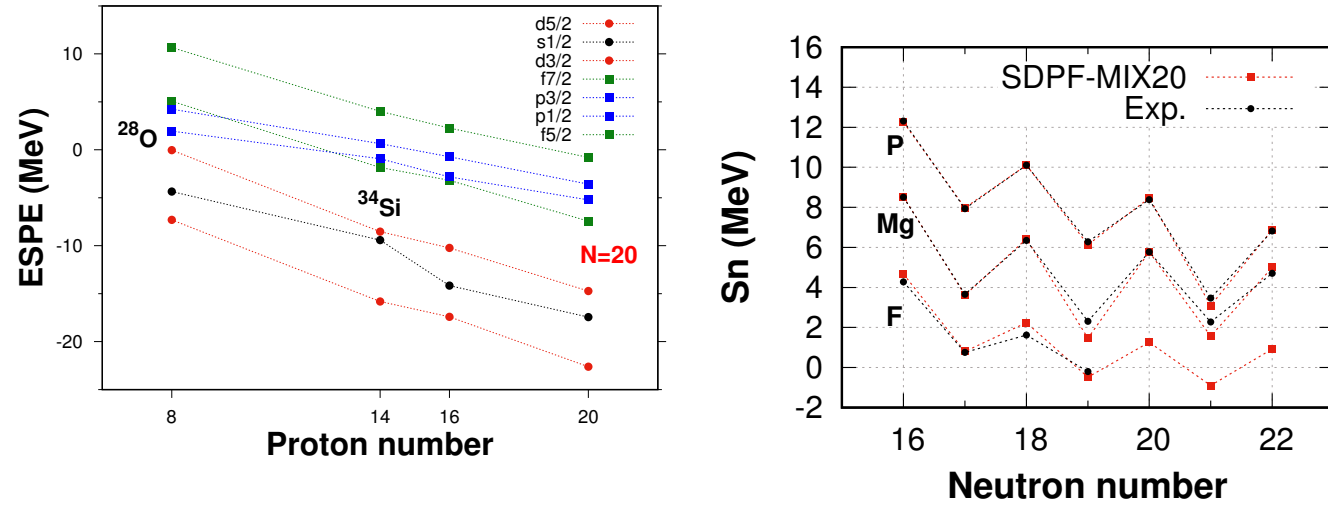 ESPE (MeV)
10
0
-10
-20
8
14
16
20
Proton number
28O
34Si
N=20
d5/2
s1/2
d3/2
f7/2
p3/2
p1/2
f5/2
Sn (MeV)
16
14
12
10
8
6
4
2
0
-2
16
18
20
22
Neutron number
SDPF-MIX20
Exp.
P
Mg
F